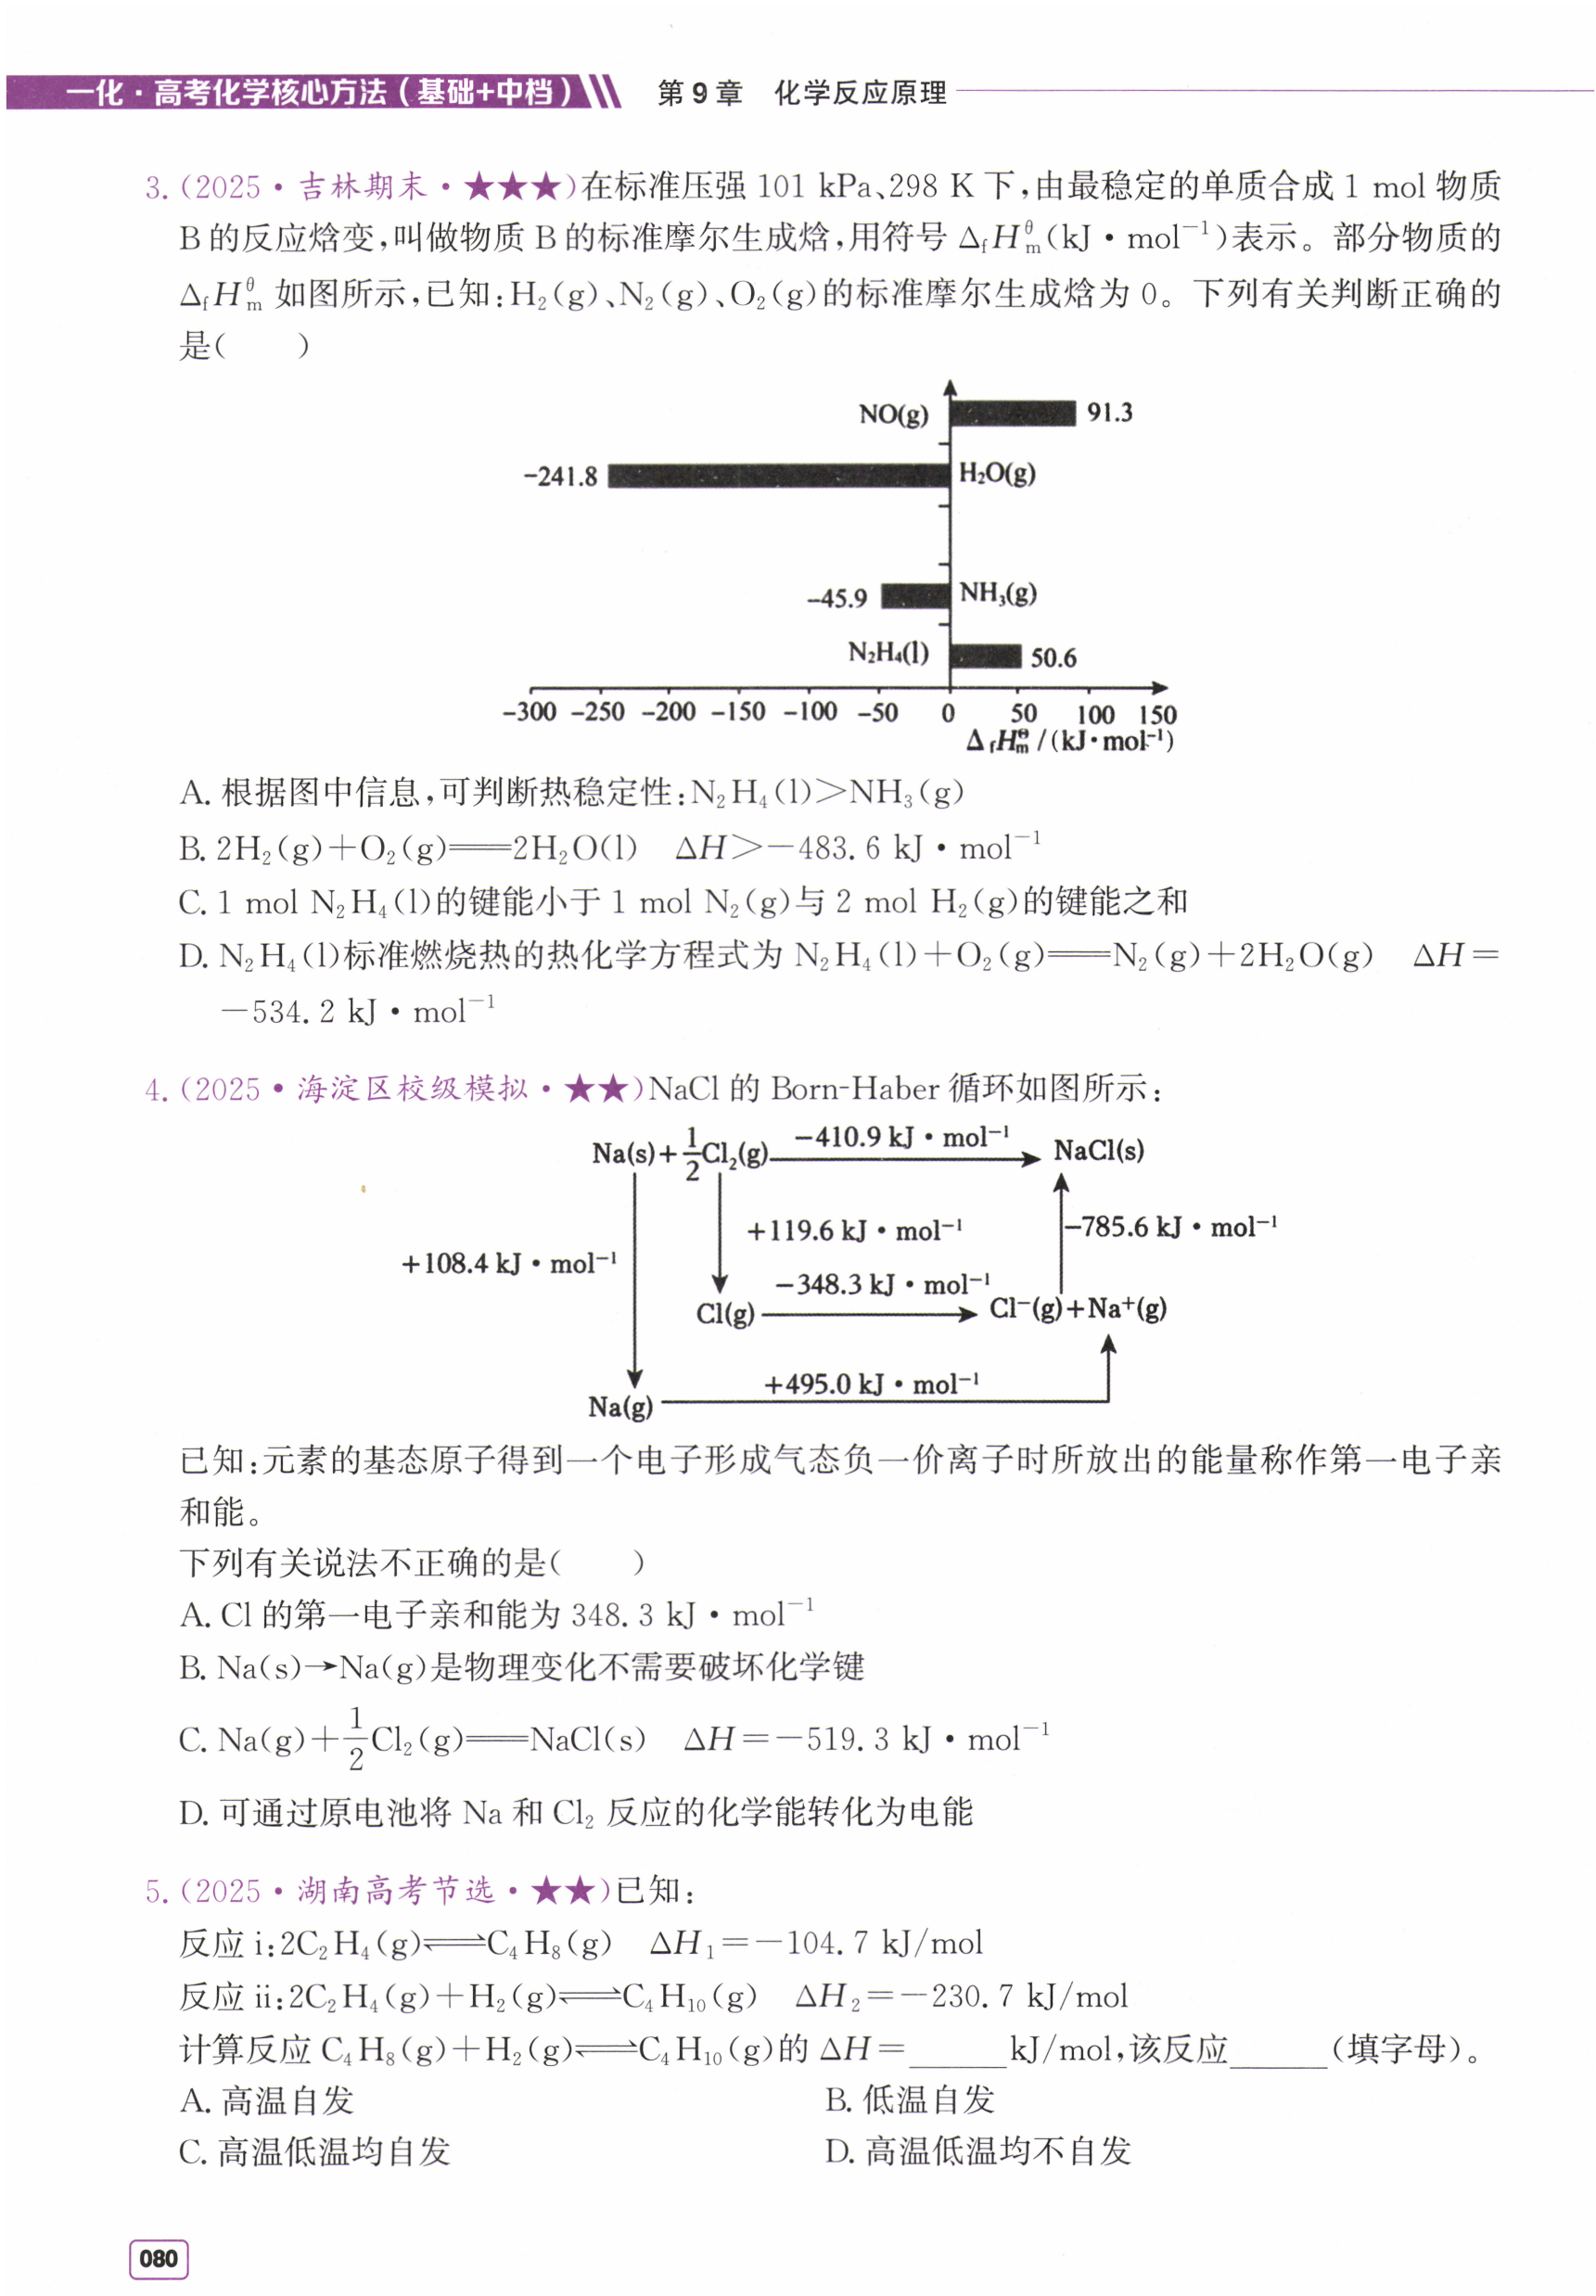 一化·高考化学核心方法（基础+中档） 第9章 化学反应原理
3.(2025·吉林期末·★★★)在标准压强 101 kPa、298 K 下,由最稳定的单质合成 1 mol 物质
B 的反应焓变,叫做物质 B 的标准摩尔生成焓,用符号 ΔfHmθ(kJ·mol⁻¹)表示。部分物质的
ΔfHmθ 如图所示,已知:H₂(g)、N₂(g)、O₂(g)的标准摩尔生成焓为 0。下列有关判断正确的
是(　　)
NO(g) 91.3
-241.8 H₂O(g)
-45.9 NH₃(g)
N₂H₄(l) 50.6
-300 -250 -200 -150 -100 -50 0 50 100 150
ΔfHmΘ/(kJ·mol⁻¹)
A. 根据图中信息,可判断热稳定性:N₂H₄(l)>NH₃(g)
B. 2H₂(g)+O₂(g)══2H₂O(l)　ΔH>-483.6 kJ·mol⁻¹
C. 1 mol N₂H₄(l)的键能小于 1 mol N₂(g)与 2 mol H₂(g)的键能之和
D. N₂H₄(l)标准燃烧热的热化学方程式为 N₂H₄(l)+O₂(g)══N₂(g)+2H₂O(g)　ΔH=
-534.2 kJ·mol⁻¹
4.(2025·海淀区校级模拟·★★)NaCl 的 Born-Haber 循环如图所示:
Na(s)+½Cl₂(g) -410.9 kJ·mol⁻¹ NaCl(s)
+119.6 kJ·mol⁻¹ -785.6 kJ·mol⁻¹
+108.4 kJ·mol⁻¹
-348.3 kJ·mol⁻¹
Cl(g) Cl⁻(g)+Na⁺(g)
+495.0 kJ·mol⁻¹
Na(g)
已知:元素的基态原子得到一个电子形成气态负一价离子时所放出的能量称作第一电子亲
和能。
下列有关说法不正确的是(　　)
A. Cl 的第一电子亲和能为 348.3 kJ·mol⁻¹
B. Na(s)→Na(g)是物理变化不需要破坏化学键
C. Na(g)+½Cl₂(g)══NaCl(s)　ΔH=-519.3 kJ·mol⁻¹
D. 可通过原电池将 Na 和 Cl₂ 反应的化学能转化为电能
5.(2025·湖南高考节选·★★)已知:
反应 i:2C₂H₄(g)⇌C₄H₈(g)　ΔH₁=-104.7 kJ/mol
反应 ii:2C₂H₄(g)+H₂(g)⇌C₄H₁₀(g)　ΔH₂=-230.7 kJ/mol
计算反应 C₄H₈(g)+H₂(g)⇌C₄H₁₀(g)的 ΔH=______kJ/mol,该反应______(填字母)。
A. 高温自发 B. 低温自发
C. 高温低温均自发 D. 高温低温均不自发
080